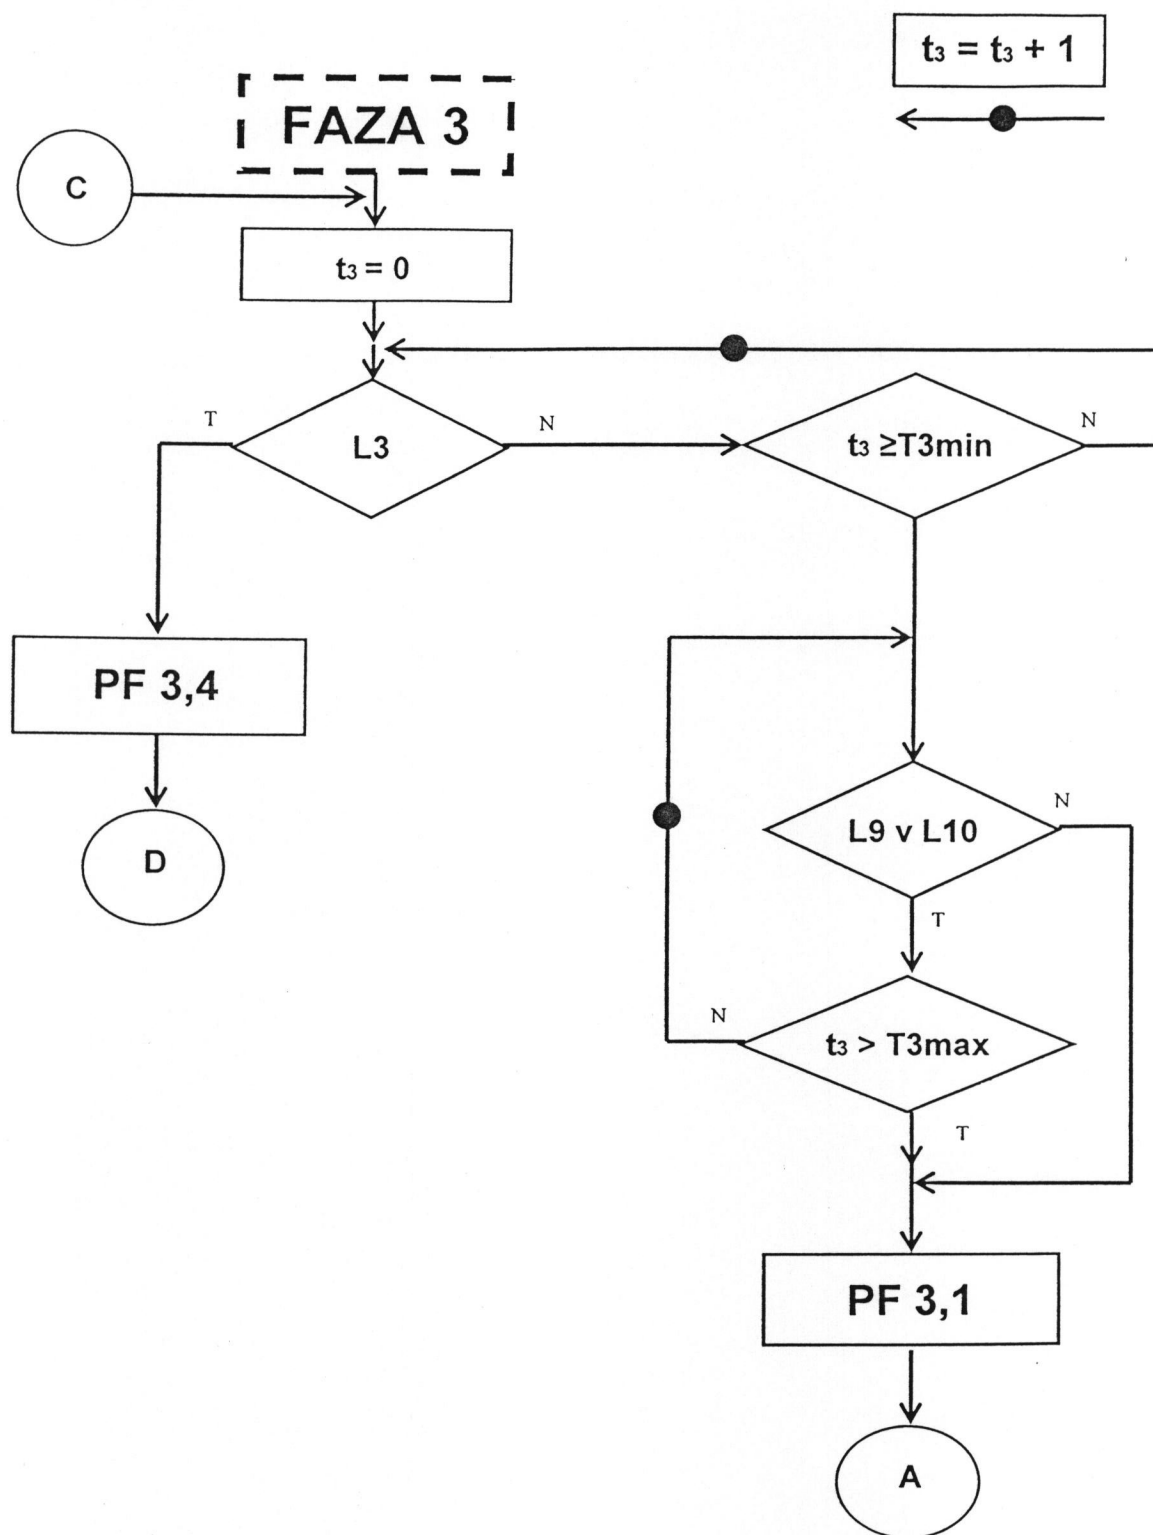 t₃ = t₃ + 1
FAZA 3
C
t₃ = 0
T
L3
N
t₃ ≥T3min
N
PF 3,4
D
L9 v L10
N
T
N
t₃ > T3max
T
PF 3,1
A